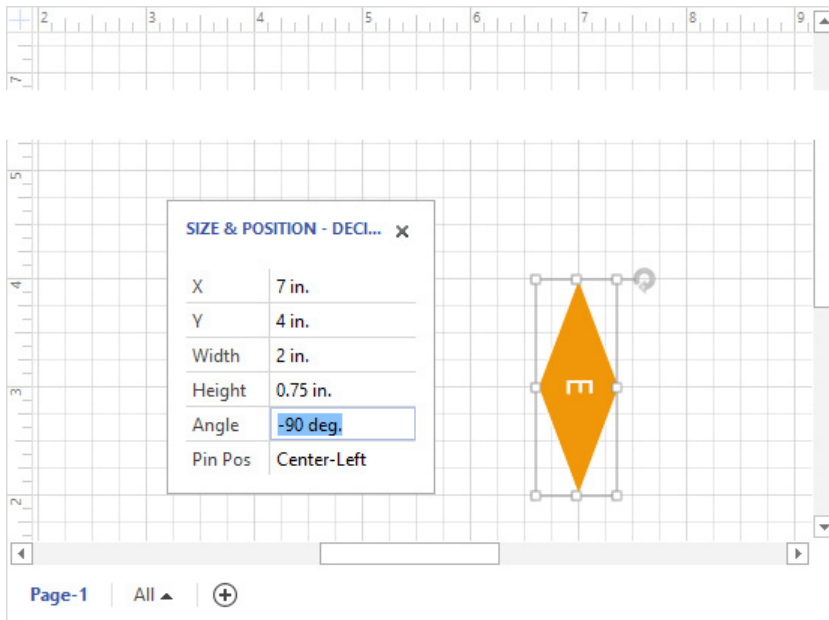 2 3 4 5 6 7 8 9
7
5
SIZE & POSITION - DECI...
X 7 in.
4
Y 4 in.
Width 2 in.
Height 0.75 in.
3
E
Angle -90 deg.
Pin Pos Center-Left
2
Page-1 All